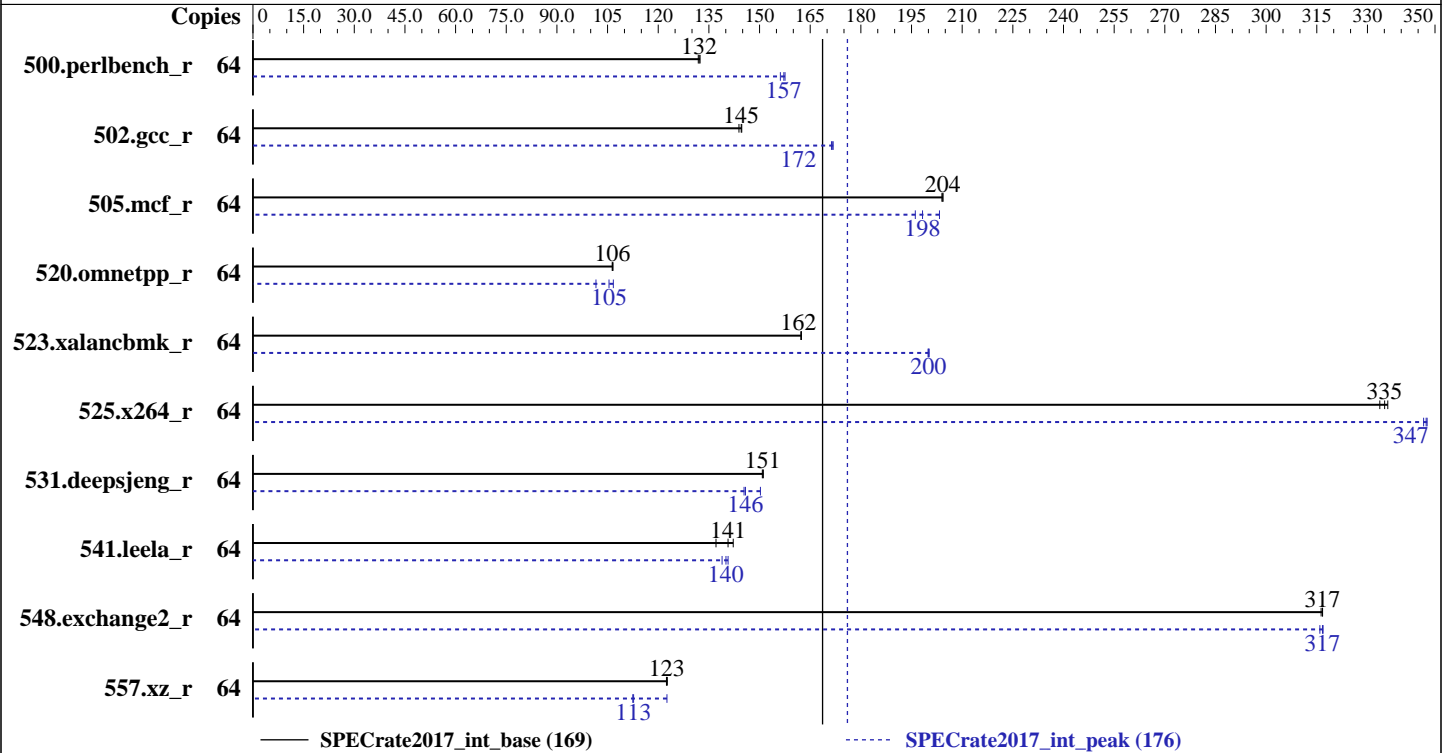 Copies 0 15.0 30.0 45.0 60.0 75.0 90.0 105 120 135 150 165 180 195 210 225 240 255 270 285 300 315 330 350
132
500.perlbench_r 64
157
145
502.gcc_r 64
172
204
505.mcf_r 64
198
106
520.omnetpp_r 64
105
162
523.xalancbmk_r 64
200
335
525.x264_r 64
347
151
531.deepsjeng_r 64
146
141
541.leela_r 64
140
317
548.exchange2_r 64
317
123
557.xz_r 64
113
SPECrate2017_int_base (169) SPECrate2017_int_peak (176)